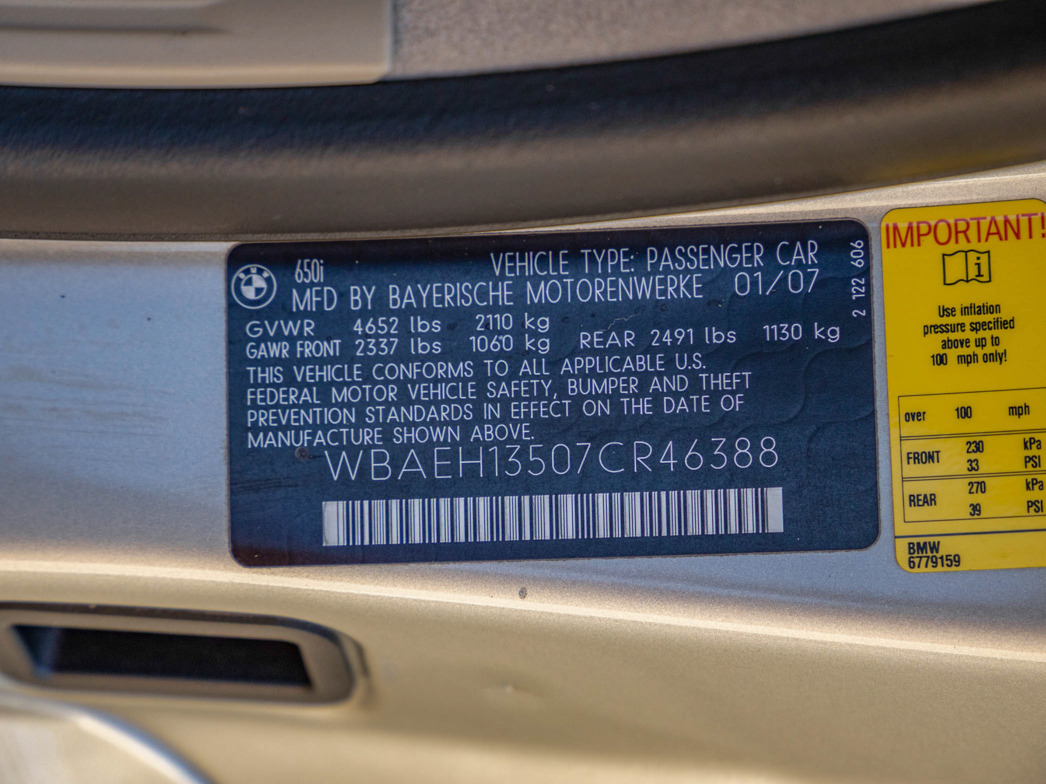 650i
VEHICLE TYPE: PASSENGER CAR
MFD BY BAYERISCHE MOTORENWERKE 01/07
GVWR 4652 lbs 2110 kg
GAWR FRONT 2337 lbs 1060 kg REAR 2491 lbs 1130 kg
THIS VEHICLE CONFORMS TO ALL APPLICABLE U.S.
FEDERAL MOTOR VEHICLE SAFETY, BUMPER AND THEFT
PREVENTION STANDARDS IN EFFECT ON THE DATE OF
MANUFACTURE SHOWN ABOVE.
WBAEH13507CR46388
2 122 606
BMW
IMPORTANT!
i
Use inflation
pressure specified
above up to
100 mph only!
over 100 mph
FRONT 230 kPa
33 PSI
REAR 270 kPa
39 PSI
BMW
6779159